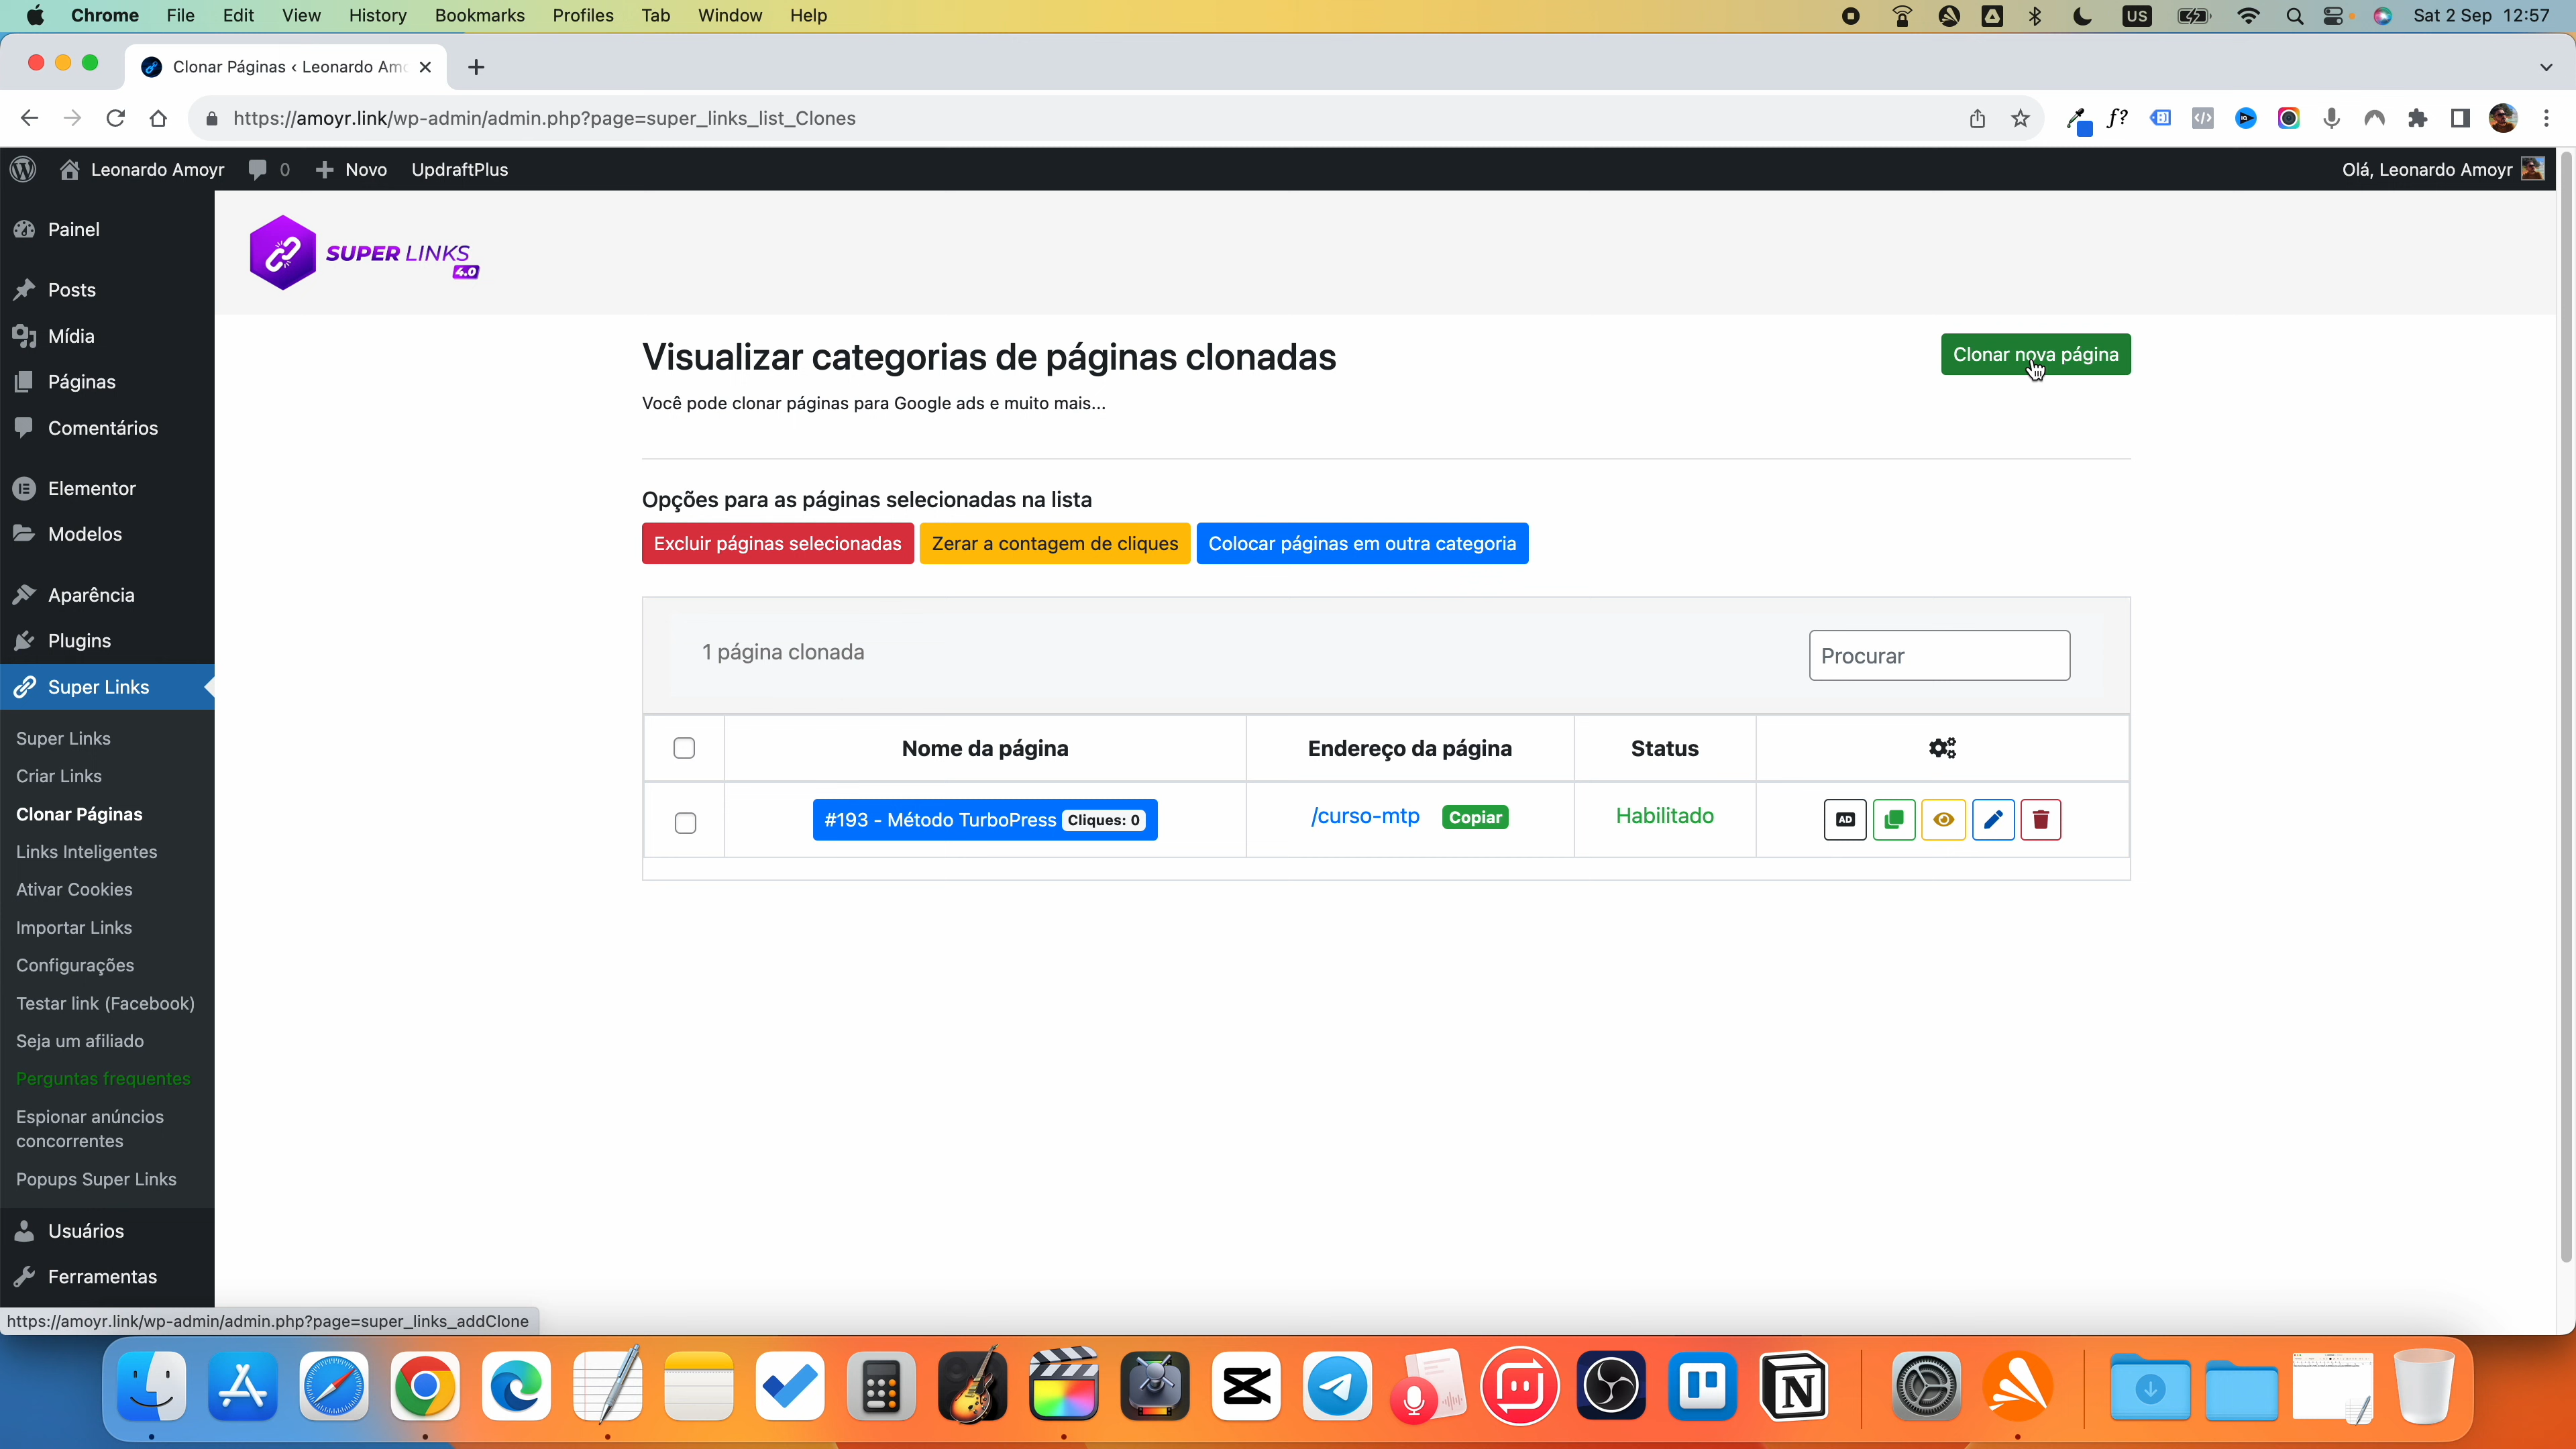 Chrome File Edit View History Bookmarks Profiles Tab Window Help US Sat 2 Sep 12:57
Clonar Páginas ‹ Leonardo Amo
https://amoyr.link/wp-admin/admin.php?page=super_links_list_Clones
Leonardo Amoyr 0 Novo UpdraftPlus Olá, Leonardo Amoyr
Painel
Posts
Mídia
Páginas
Comentários
Elementor
Modelos
Aparência
Plugins
Super Links
Super Links
Criar Links
Clonar Páginas
Links Inteligentes
Ativar Cookies
Importar Links
Configurações
Testar link (Facebook)
Seja um afiliado
Perguntas frequentes
Espionar anúncios
concorrentes
Popups Super Links
Usuários
Ferramentas
https://amoyr.link/wp-admin/admin.php?page=super_links_addClone
SUPER LINKS
4.0
Visualizar categorias de páginas clonadas
Clonar nova página
Você pode clonar páginas para Google ads e muito mais...
Opções para as páginas selecionadas na lista
Excluir páginas selecionadas Zerar a contagem de cliques Colocar páginas em outra categoria
1 página clonada
Procurar
Nome da página Endereço da página Status
#193 - Método TurboPress Cliques: 0 /curso-mtp Copiar Habilitado AD